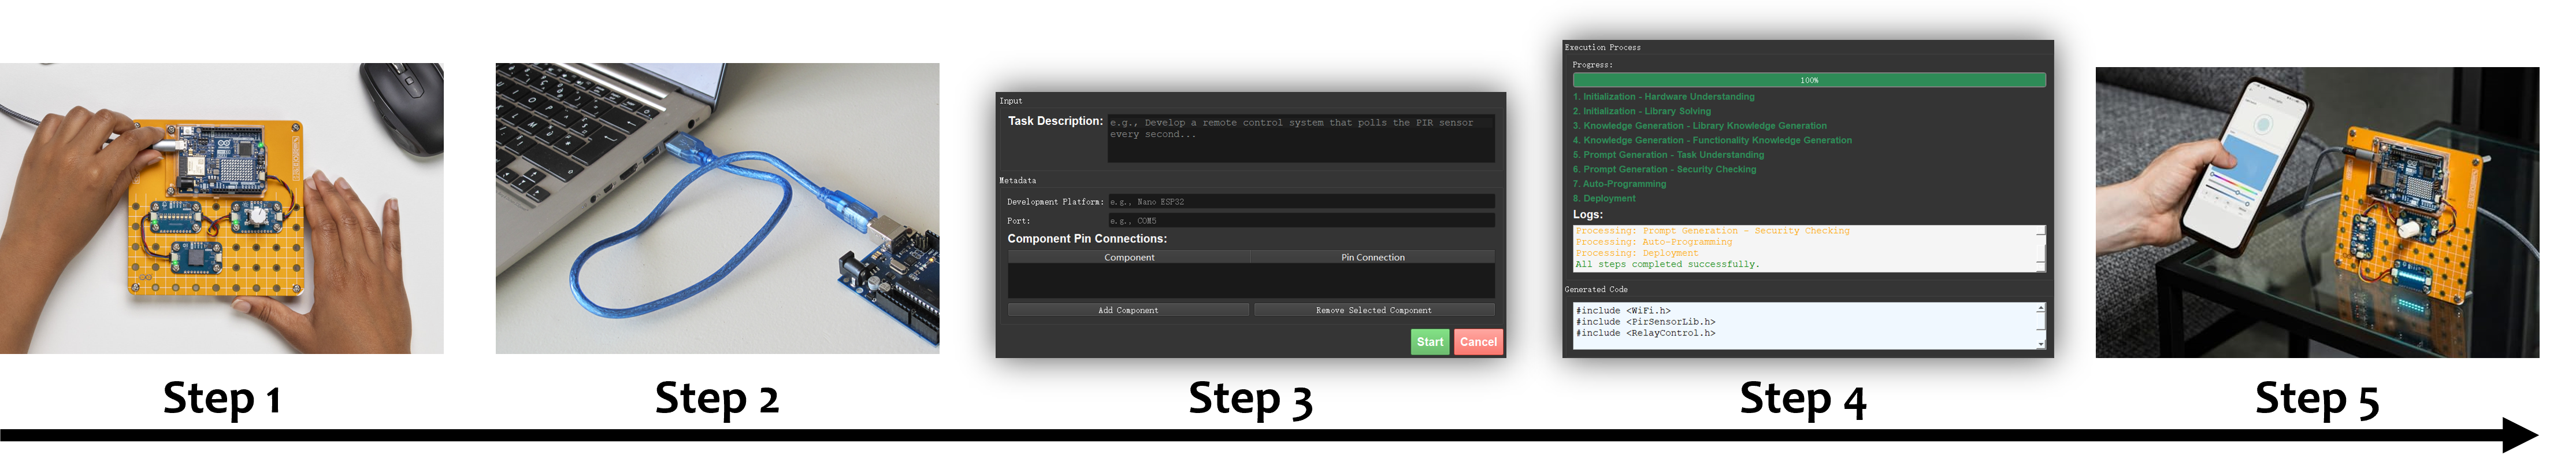 Input
Task Description:
e.g., Develop a remote control system that polls the PIR sensor
every second...
Metadata
Development Platform: e.g., Nano ESP32
Port: e.g., COM5
Component Pin Connections:
Component Pin Connection
Add Component Remove Selected Component
Start Cancel
Execution Process
Progress:
100%
1. Initialization - Hardware Understanding
2. Initialization - Library Solving
3. Knowledge Generation - Library Knowledge Generation
4. Knowledge Generation - Functionality Knowledge Generation
5. Prompt Generation - Task Understanding
6. Prompt Generation - Security Checking
7. Auto-Programming
8. Deployment
Logs:
Processing: Prompt Generation - Security Checking
Processing: Auto-Programming
Processing: Deployment
All steps completed successfully.
Generated Code
#include <WiFi.h>
#include <PirSensorLib.h>
#include <RelayControl.h>
Step 1
Step 2
Step 3
Step 4
Step 5